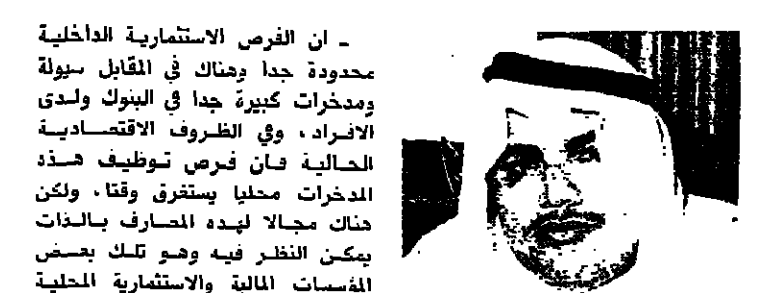 ـ ان الفرص الاستثمارية الداخلية
محدودة جدا وهناك في المقابل سيولة
ومدخرات كبيرة جدا في البنوك ولدى
الافراد ، وفي الظروف الاقتصادية
الحالية فان فرص توظيف هذه
المدخرات محليا يستغرق وقتا ، ولكن
هناك مجالا لهذه المصارف بالذات
يمكن النظر فيه وهو تلك بعض
المؤسسات المالية والاستثمارية المحلية